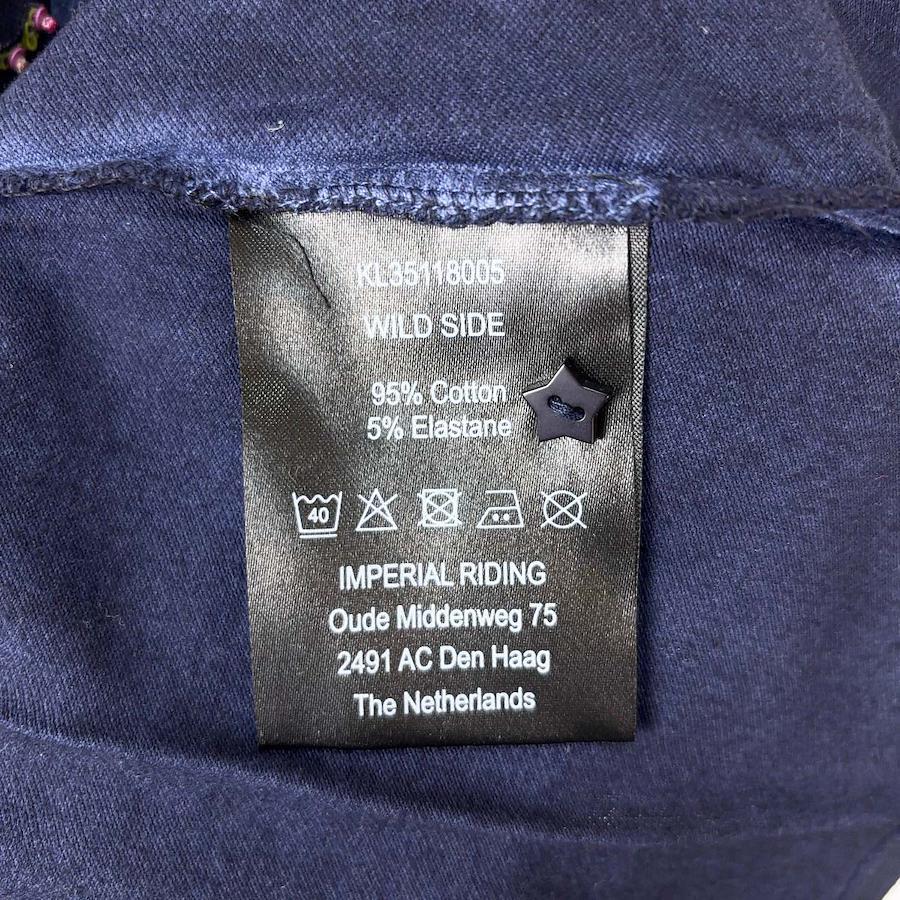 KL35118005
WILD SIDE
95% Cotton
5% Elastane
40
IMPERIAL RIDING
Oude Middenweg 75
2491 AC Den Haag
The Netherlands